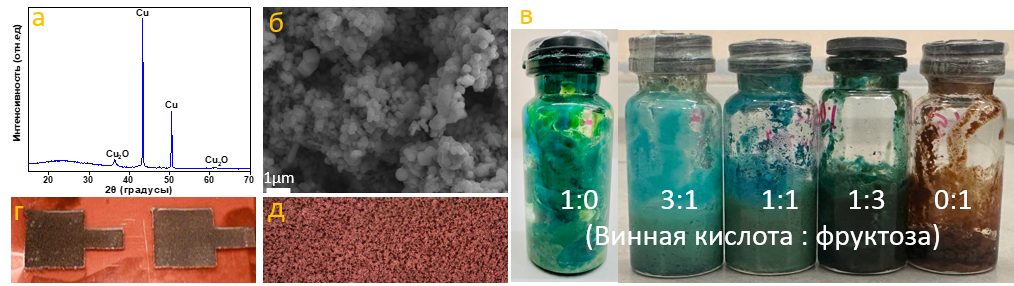 а
Интенсивность (отн.ед)
Cu
Cu
Cu₂O
Cu₂O
20 30 40 50 60 70
2θ (градусы)
б
1μm
в
1:0 3:1 1:1 1:3 0:1
(Винная кислота : фруктоза)
г
д